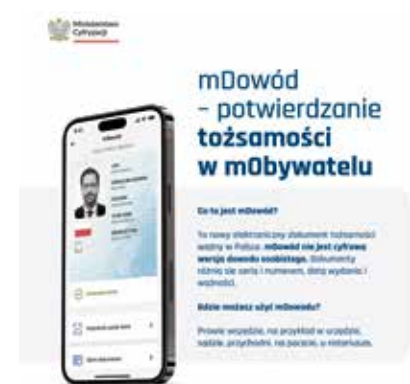 Ministerstwo
Cyfryzacji
mDowód
– potwierdzanie
tożsamości
w mObywatelu
Co to jest mDowód?
To nowy elektroniczny dokument tożsamości
ważny w Polsce. mDowód nie jest cyfrową
wersją dowodu osobistego. Dokumenty
różnią się serią i numerem, datą wydania i
ważności.
Gdzie możesz użyć mDowodu?
Prawie wszędzie, na przykład w urzędzie,
sądzie, przychodni, na poczcie, u notariusza.
mDowód